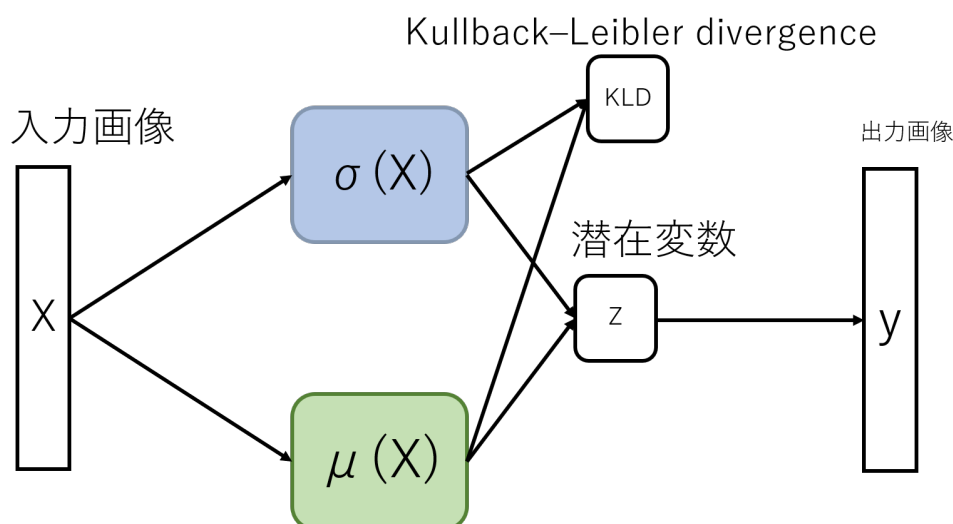 Kullback–Leibler divergence
KLD
入力画像
出力画像
σ (X)
潜在変数
X
Z
y
μ (X)